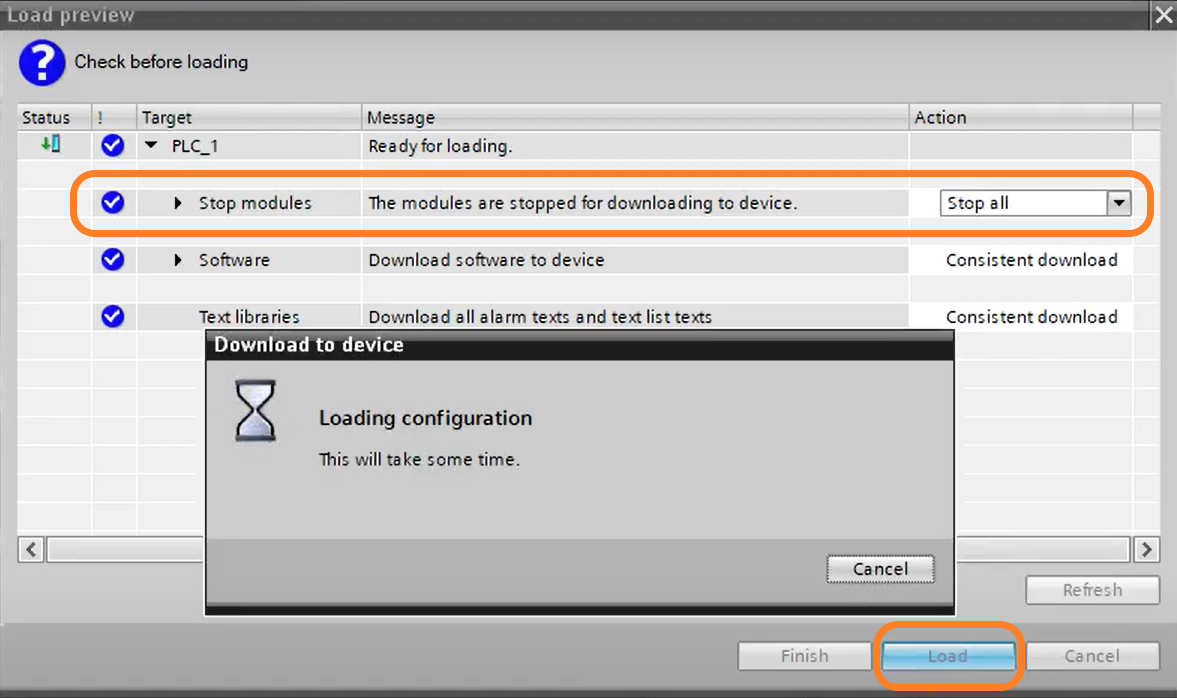 Load preview
Check before loading
Status ! Target Message Action
PLC_1 Ready for loading.
Stop modules The modules are stopped for downloading to device. Stop all
Software Download software to device Consistent download
Text libraries Download all alarm texts and text list texts Consistent download
Download to device
Loading configuration
This will take some time.
Cancel
Refresh
Finish Load Cancel